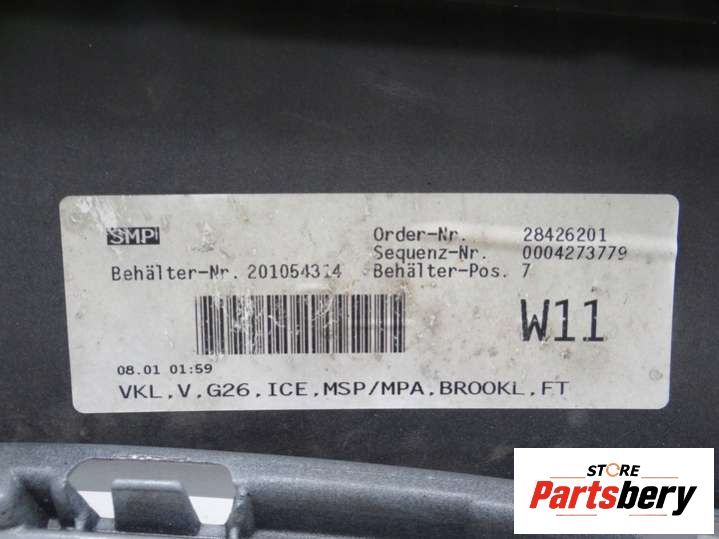 SMP
Order-Nr. 28426201
Sequenz-Nr. 0004273779
Behälter-Nr. 201054314 Behälter-Pos. 7
W11
08.01 01:59
VKL,V,G26,ICE,MSP/MPA,BROOKL,FT
STORE
Partsbery